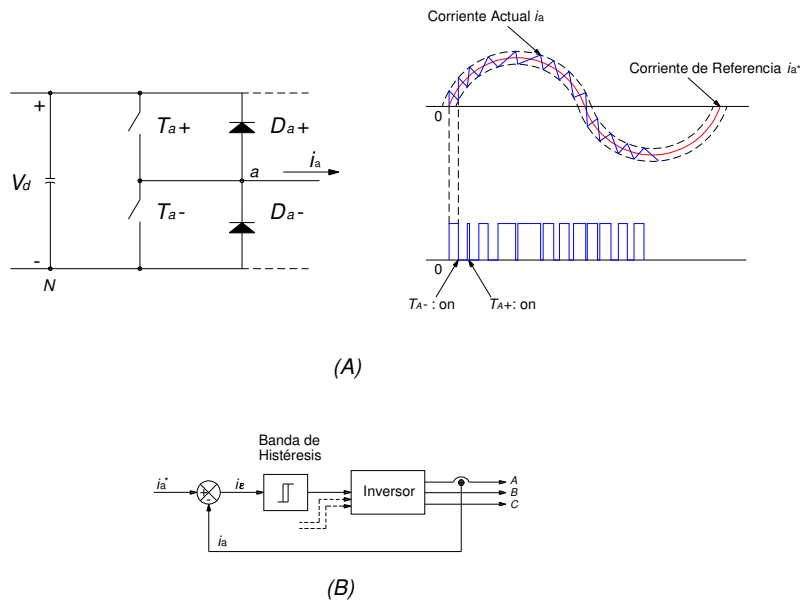 Corriente Actual ia
Corriente de Referencia ia*
+
Ta+
Da+
Vd
a
ia
Ta-
Da-
-
N
0
0
TA- : on
TA+: on
(A)
Banda de
Histéresis
ia*
+
-
iε
Inversor
A
B
C
ia
(B)